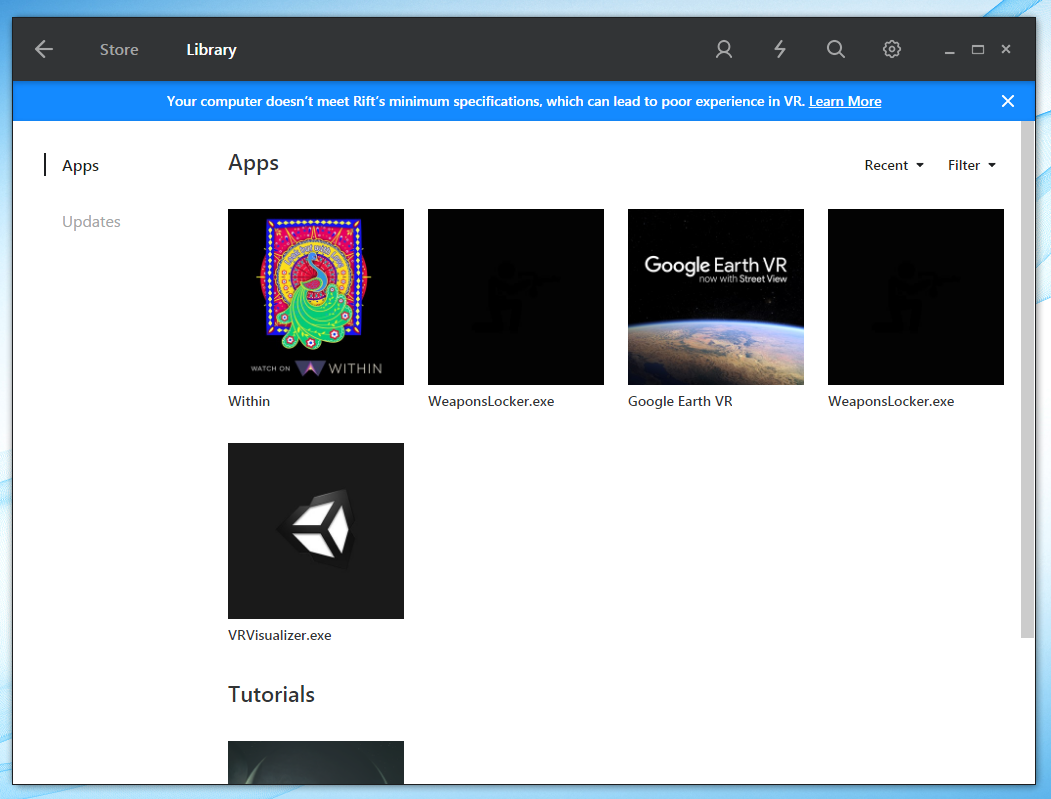 Store
Library
Your computer doesn’t meet Rift’s minimum specifications, which can lead to poor experience in VR. Learn More
Apps
Updates
Apps
Recent
Filter
WATCH ON WITHIN
Within
WeaponsLocker.exe
Google Earth VR
now with Street View
Google Earth VR
WeaponsLocker.exe
VRVisualizer.exe
Tutorials